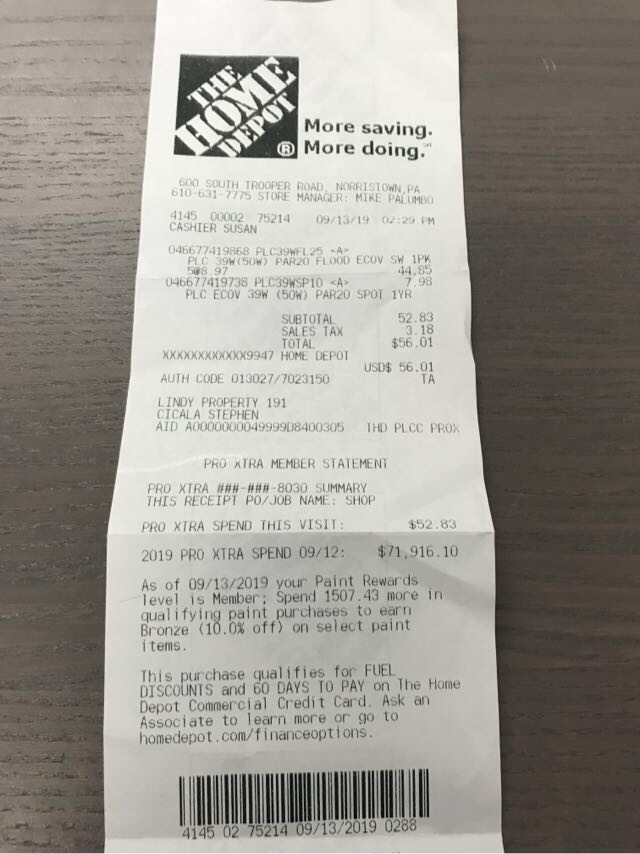 THE
HOME
DEPOT
®
More saving.
More doing.℠
600 SOUTH TROOPER ROAD, NORRISTOWN,PA
610-631-7775 STORE MANAGER: MIKE PALUMBO
4145 00002 75214 09/13/19 02:29 PM
CASHIER SUSAN
046677419868 PLC39WFL25 <A>
PLC 39W(50W) PAR20 FLOOD ECOV SW 1PK
5@8.97 44.85
046677419738 PLC39WSP10 <A> 7.98
PLC ECOV 39W (50W) PAR20 SPOT 1YR
SUBTOTAL 52.83
SALES TAX 3.18
TOTAL $56.01
XXXXXXXXXXXX9947 HOME DEPOT
USD$ 56.01
AUTH CODE 013027/7023150 TA
LINDY PROPERTY 191
CICALA STEPHEN
AID A0000000049999D8400305 THD PLCC PROX
PRO XTRA MEMBER STATEMENT
PRO XTRA ###-###-8030 SUMMARY
THIS RECEIPT PO/JOB NAME: SHOP
PRO XTRA SPEND THIS VISIT: $52.83
2019 PRO XTRA SPEND 09/12: $71,916.10
As of 09/13/2019 your Paint Rewards
level is Member; Spend 1507.43 more in
qualifying paint purchases to earn
Bronze (10.0% off) on select paint
items.
This purchase qualifies for FUEL
DISCOUNTS and 60 DAYS TO PAY on The Home
Depot Commercial Credit Card. Ask an
Associate to learn more or go to
homedepot.com/financeoptions.
4145 02 75214 09/13/2019 0288